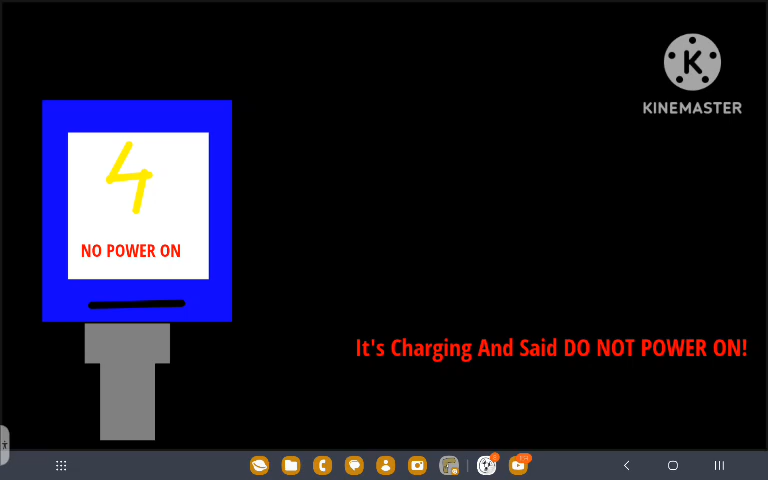 KINEMASTER
NO POWER ON
It's Charging And Said DO NOT POWER ON!